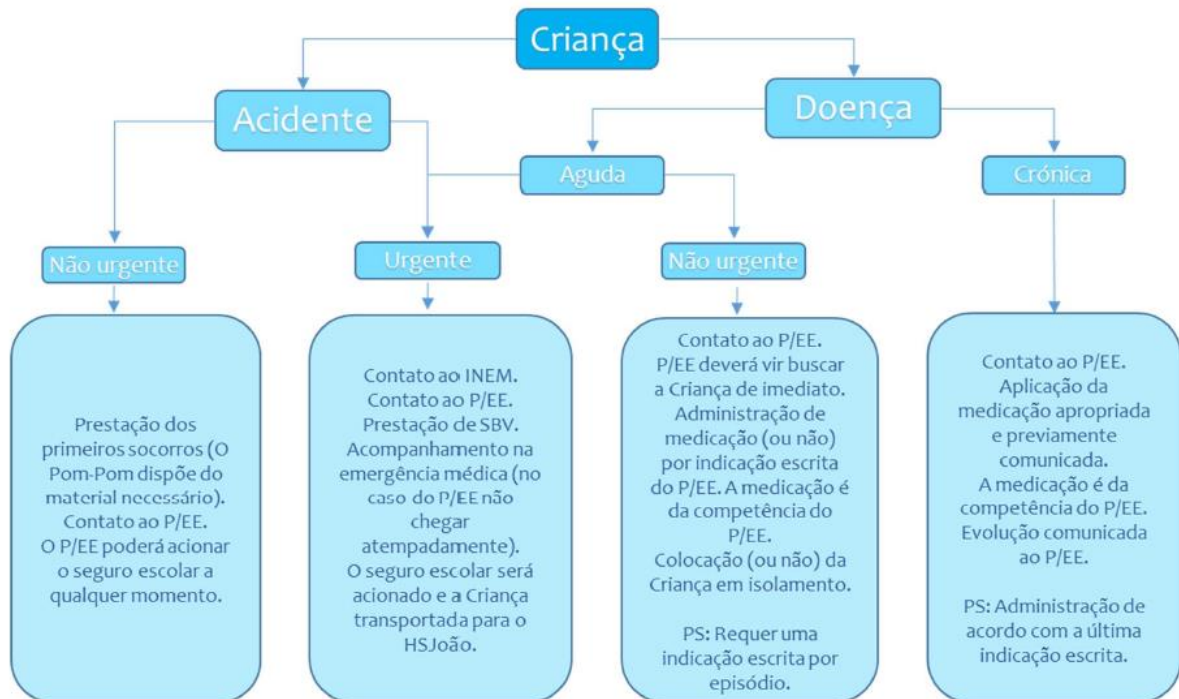 Criança
Acidente
Doença
Aguda
Crónica
Não urgente
Urgente
Não urgente
Prestação dos
primeiros socorros (O
Pom-Pom dispõe do
material necessário).
Contato ao P/EE.
O P/EE poderá acionar
o seguro escolar a
qualquer momento.
Contato ao INEM.
Contato ao P/EE.
Prestação de SBV.
Acompanhamento na
emergência médica (no
caso do P/EE não
chegar
atempadamente).
O seguro escolar será
acionado e a Criança
transportada para o
HSJoão.
Contato ao P/EE.
P/EE deverá vir buscar
a Criança de imediato.
Administração de
medicação (ou não)
por indicação escrita
do P/EE. A medicação é
da competência do
P/EE.
Colocação (ou não) da
Criança em isolamento.
PS: Requer uma
indicação escrita por
episódio.
Contato ao P/EE.
Aplicação da
medicação apropriada
e previamente
comunicada.
A medicação é da
competência do P/EE.
Evolução comunicada
ao P/EE.
PS: Administração de
acordo com a última
indicação escrita.